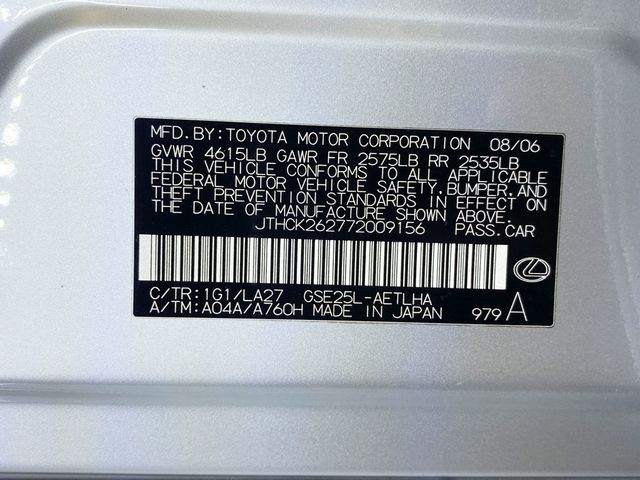 MFD.BY:TOYOTA MOTOR CORPORATION 08/06
GVWR 4615LB GAWR FR 2575LB RR 2535LB
THIS VEHICLE CONFORMS TO ALL APPLICABLE
FEDERAL MOTOR VEHICLE SAFETY.BUMPER.AND
THEFT PREVENTION STANDARDS IN EFFECT ON
THE DATE OF MANUFACTURE SHOWN ABOVE.
JTHCK262772009156 PASS.CAR
C/TR:1G1/LA27 GSE25L-AETLHA
A/TM:A04A/A760H MADE IN JAPAN 979 A